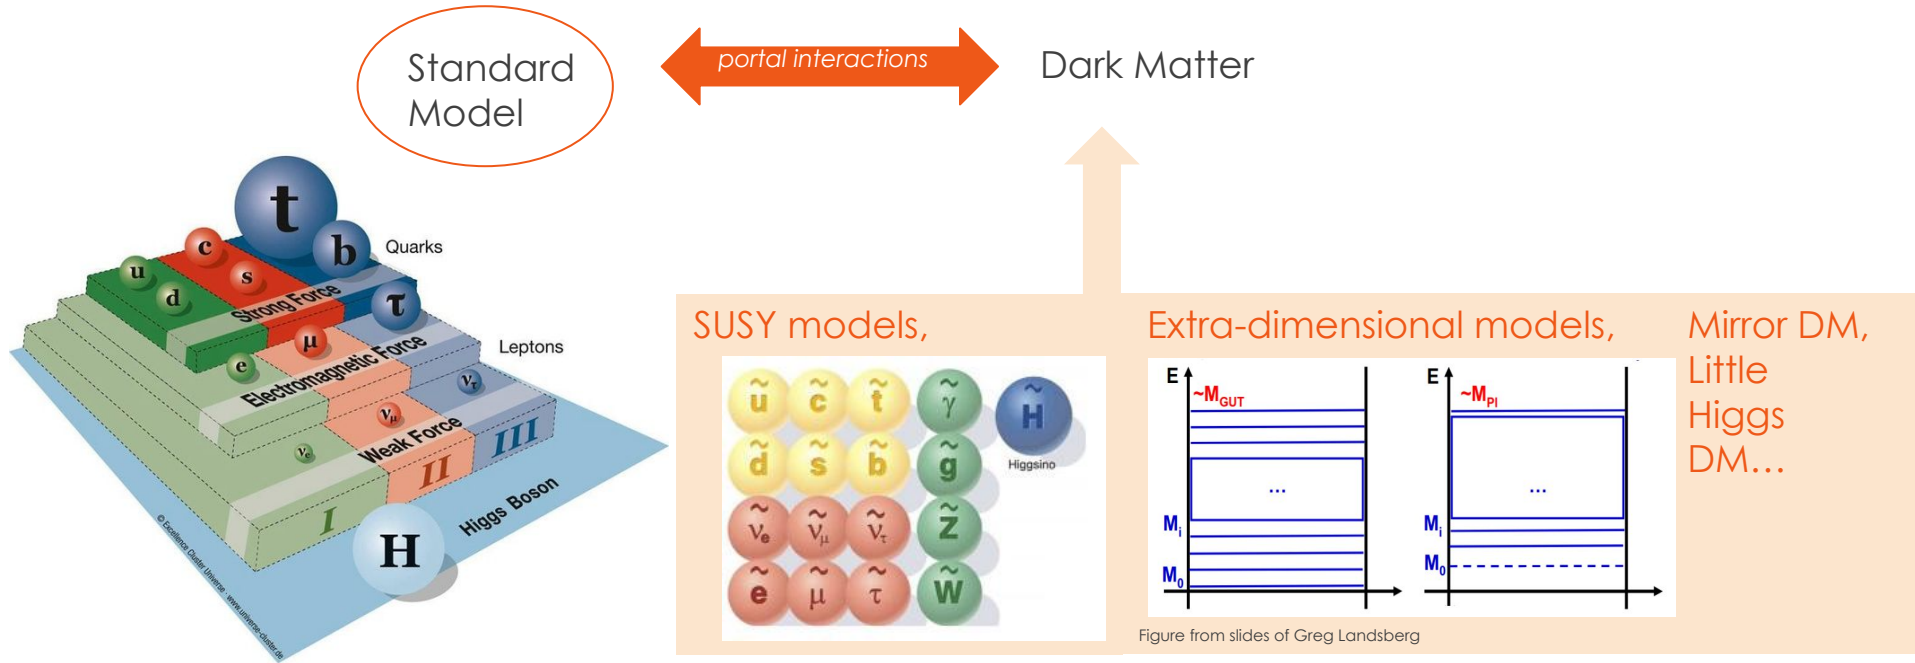 Standard
Model
portal interactions
Dark Matter
t
b
Quarks
c
s
u
d
Strong Force
τ
Leptons
μ
e
Electromagnetic Force
ντ
νμ
νe
Weak Force
I
II
III
Higgs Boson
H
© Excellence Cluster Universe · www.universe-cluster.de
SUSY models,
ũ c̃ t̃ γ̃ H̃
Higgsino
d̃ s̃ b̃ g̃
ν̃e ν̃μ ν̃τ Z̃
ẽ μ̃ τ̃ W̃
Extra-dimensional models,
E
~MGUT
...
Mi
M0
E
~MPl
...
Mi
M0
Figure from slides of Greg Landsberg
Mirror DM,
Little
Higgs
DM…